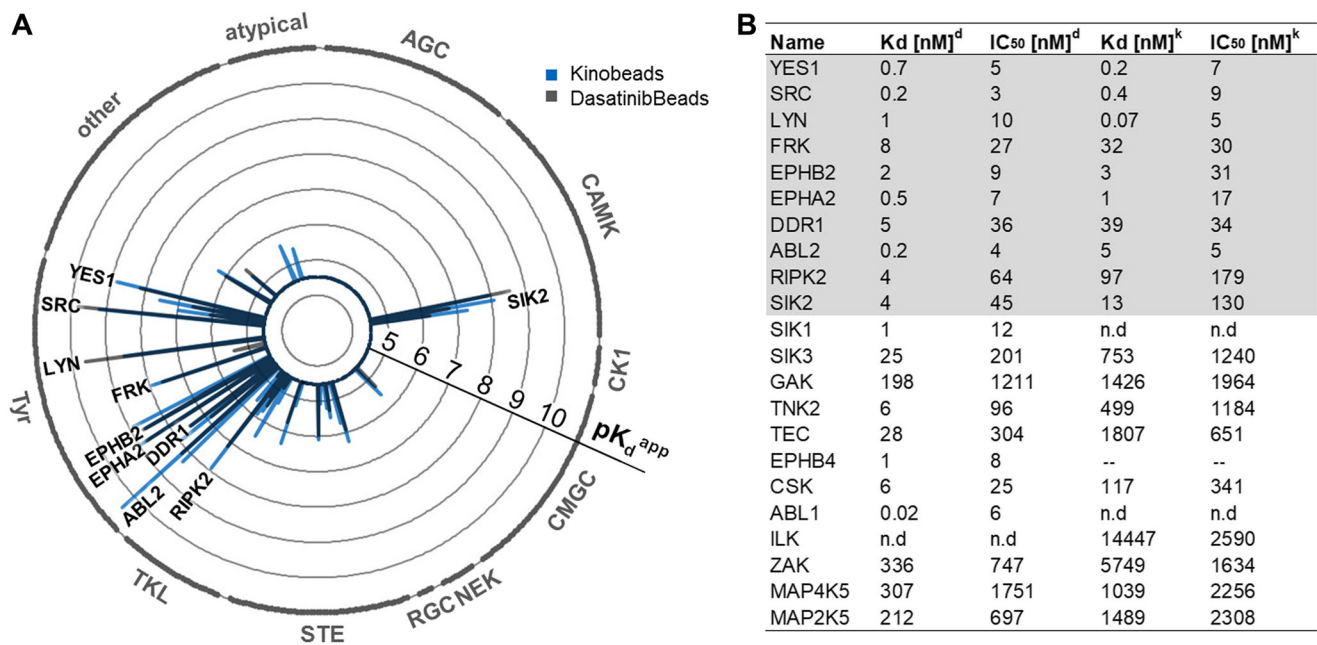 A
atypical
AGC
other
CAMK
Kinobeads
DasatinibBeads
YES1
SRC
SIK2
LYN
FRK
Tyr
CK1
5 6 7 8 9 10 pKd app
EPHB2
EPHA2
DDR1
ABL2
RIPK2
CMGC
TKL
STE
RGC
NEK
B
Name Kd [nM]d IC50 [nM]d Kd [nM]k IC50 [nM]k
YES1 0.7 5 0.2 7
SRC 0.2 3 0.4 9
LYN 1 10 0.07 5
FRK 8 27 32 30
EPHB2 2 9 3 31
EPHA2 0.5 7 1 17
DDR1 5 36 39 34
ABL2 0.2 4 5 5
RIPK2 4 64 97 179
SIK2 4 45 13 130
SIK1 1 12 n.d n.d
SIK3 25 201 753 1240
GAK 198 1211 1426 1964
TNK2 6 96 499 1184
TEC 28 304 1807 651
EPHB4 1 8 -- --
CSK 6 25 117 341
ABL1 0.02 6 n.d n.d
ILK n.d n.d 14447 2590
ZAK 336 747 5749 1634
MAP4K5 307 1751 1039 2256
MAP2K5 212 697 1489 2308